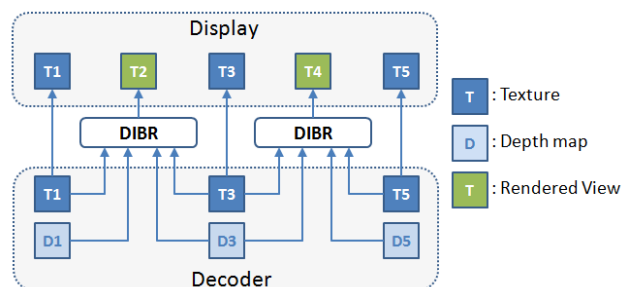 Display
T1 T2 T3 T4 T5
DIBR DIBR
T1 T3 T5
D1 D3 D5
Decoder
T : Texture
D : Depth map
T : Rendered View